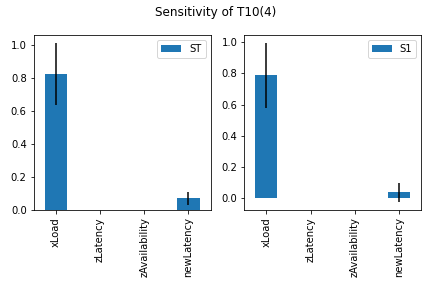 Sensitivity of T10(4)
ST
1.0
0.8
0.6
0.4
0.2
0.0
xLoad
zLatency
zAvailability
newLatency
S1
1.0
0.8
0.6
0.4
0.2
0.0
xLoad
zLatency
zAvailability
newLatency